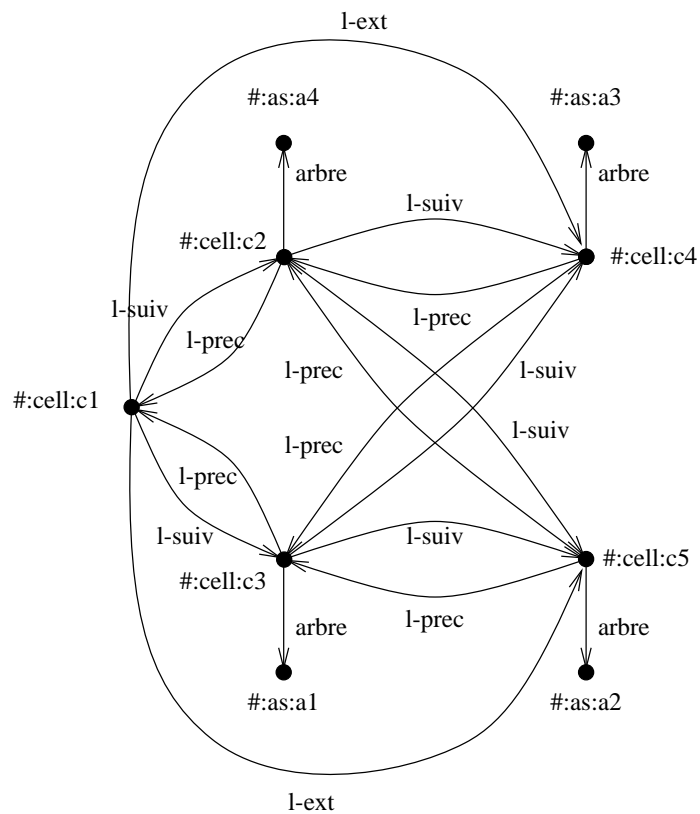 l-ext
#:as:a4
#:as:a3
arbre
arbre
l-suiv
#:cell:c2
#:cell:c4
l-suiv
l-prec
l-prec
l-prec
l-suiv
#:cell:c1
l-suiv
l-prec
l-prec
l-suiv
l-suiv
#:cell:c5
#:cell:c3
l-prec
arbre
arbre
#:as:a1
#:as:a2
l-ext